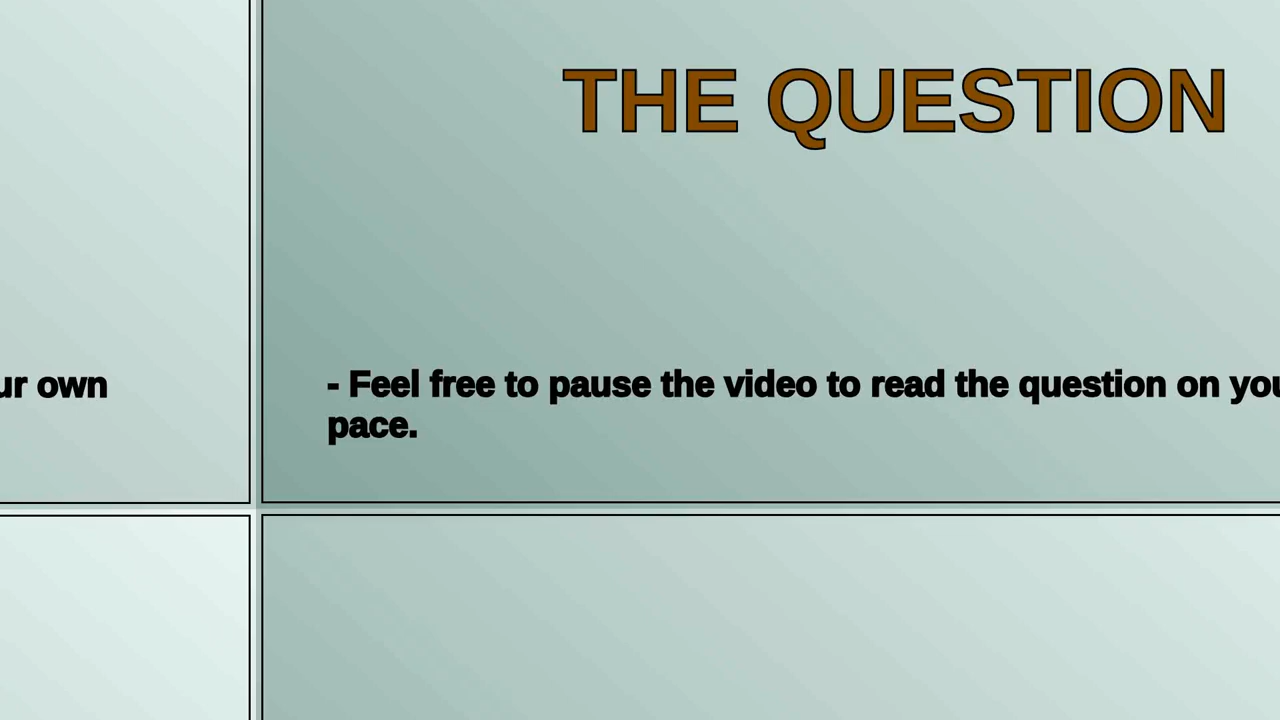 THE QUESTION
ur own
- Feel free to pause the video to read the question on you
pace.